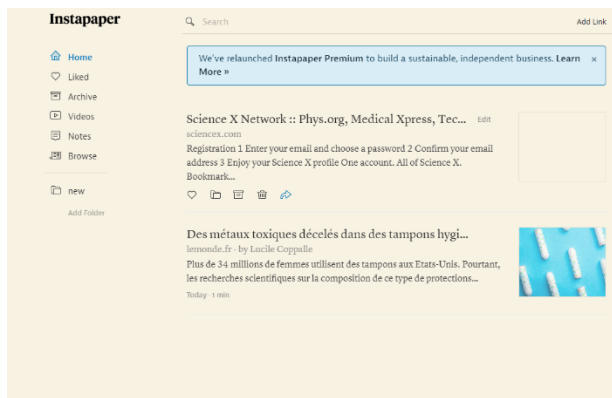 Instapaper
Search
Add Link
Home
Liked
Archive
Videos
Notes
Browse
new
Add Folder
We've relaunched Instapaper Premium to build a sustainable, independent business. Learn
More »
×
Science X Network :: Phys.org, Medical Xpress, Tec...
Edit
sciencex.com
Registration 1 Enter your email and choose a password 2 Confirm your email
address 3 Enjoy your Science X profile One account. All of Science X.
Bookmark...
Des métaux toxiques décelés dans des tampons hygi...
lemonde.fr · by Lucile Coppalle
Plus de 34 millions de femmes utilisent des tampons aux Etats-Unis. Pourtant,
les recherches scientifiques sur la composition de ce type de protections...
Today · 1 min